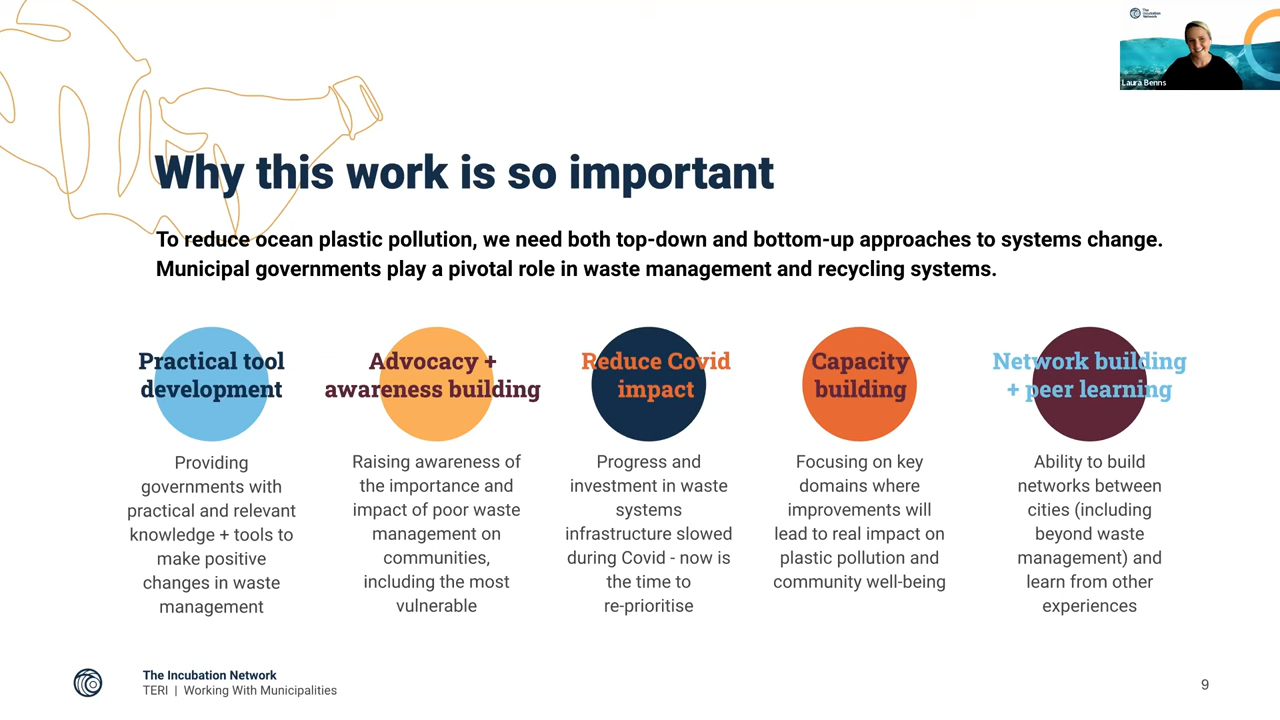 The
Incubation
Network
Laura Benns
Why this work is so important
To reduce ocean plastic pollution, we need both top-down and bottom-up approaches to systems change.
Municipal governments play a pivotal role in waste management and recycling systems.
Practical tool
development
Providing
governments with
practical and relevant
knowledge + tools to
make positive
changes in waste
management
Advocacy +
awareness building
Raising awareness of
the importance and
impact of poor waste
management on
communities,
including the most
vulnerable
Reduce Covid
impact
Progress and
investment in waste
systems
infrastructure slowed
during Covid - now is
the time to
re-prioritise
Capacity
building
Focusing on key
domains where
improvements will
lead to real impact on
plastic pollution and
community well-being
Network building
+ peer learning
Ability to build
networks between
cities (including
beyond waste
management) and
learn from other
experiences
The Incubation Network
TERI | Working With Municipalities
9